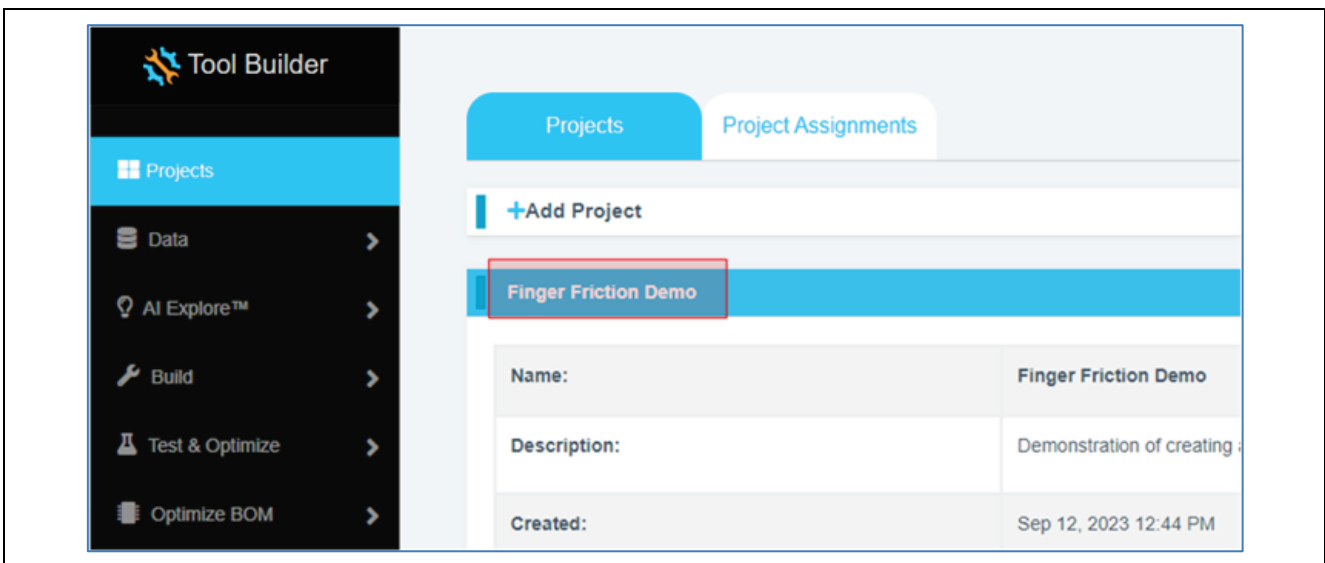 Tool Builder
Projects
Data
AI Explore™
Build
Test & Optimize
Optimize BOM
Projects
Project Assignments
+Add Project
Finger Friction Demo
Name:
Finger Friction Demo
Description:
Demonstration of creating
Created:
Sep 12, 2023 12:44 PM